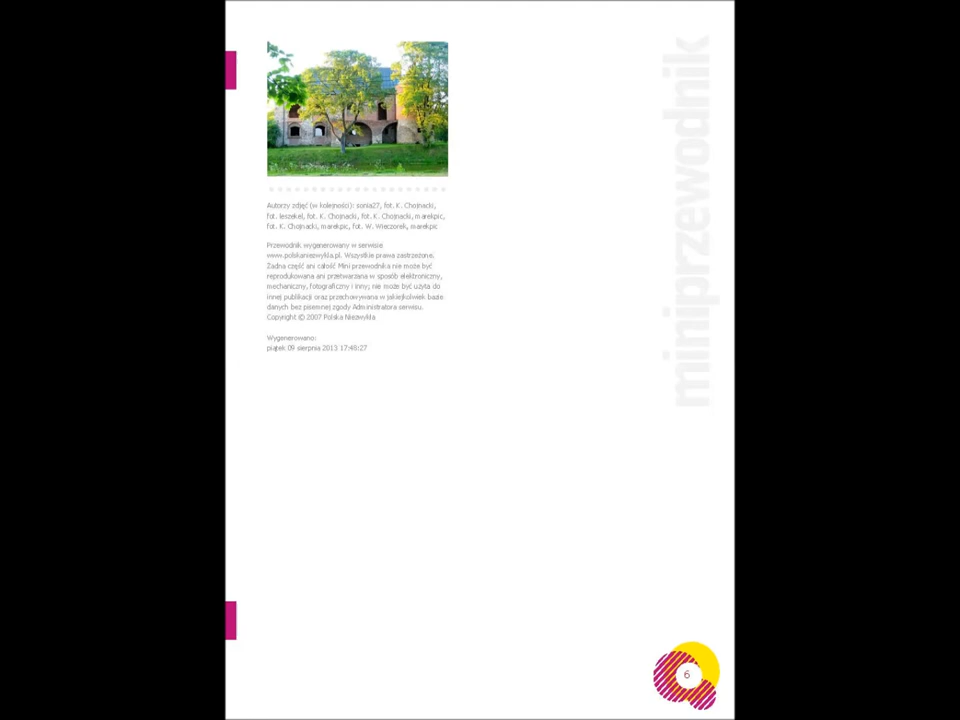 Autorzy zdjęć (w kolejności): sonia27, fot. K. Chojnacki,
fot. leszekel, fot. K. Chojnacki, fot. K. Chojnacki, marekpic,
fot. K. Chojnacki, marekpic, fot. W. Wieczorek, marekpic
Przewodnik wygenerowany w serwisie
www.polskaniezwykla.pl. Wszystkie prawa zastrzeżone.
Żadna część ani całość Mini przewodnika nie może być
reprodukowana ani przetwarzana w sposób elektroniczny,
mechaniczny, fotograficzny i inny; nie może być użyta do
innej publikacji oraz przechowywana w jakiejkolwiek bazie
danych bez pisemnej zgody Administratora serwisu.
Copyright © 2007 Polska Niezwykła
Wygenerowano:
piątek 09 sierpnia 2013 17:48:27
miniprzewodnik
6